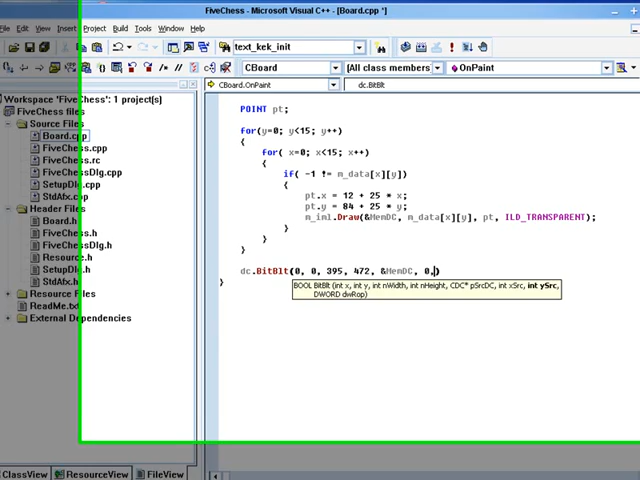 FiveChess - Microsoft Visual C++ - [Board.cpp *]
File Edit View Insert Project Build Tools Window Help
text_kek_init
CBoard [All class members] OnPaint
CBoard.OnPaint dc.BitBlt
Workspace 'FiveChess': 1 project(s)
FiveChess files
Source Files
Board.cpp
FiveChess.cpp
FiveChess.rc
FiveChessDlg.cpp
SetupDlg.cpp
StdAfx.cpp
Header Files
Board.h
FiveChess.h
FiveChessDlg.h
Resource.h
SetupDlg.h
StdAfx.h
Resource Files
ReadMe.txt
External Dependencies
POINT pt;
for(y=0; y<15; y++)
{
for( x=0; x<15; x++)
{
if( -1 != m_data[x][y])
{
pt.x = 12 + 25 * x;
pt.y = 84 + 25 * y;
m_iml.Draw(&MemDC, m_data[x][y], pt, ILD_TRANSPARENT);
}
}
}
dc.BitBlt(0, 0, 395, 472, &MemDC, 0,)
}
BOOL BitBlt (int x, int y, int nWidth, int nHeight, CDC* pSrcDC, int xSrc, int ySrc,
DWORD dwRop)
ClassView ResourceView FileView